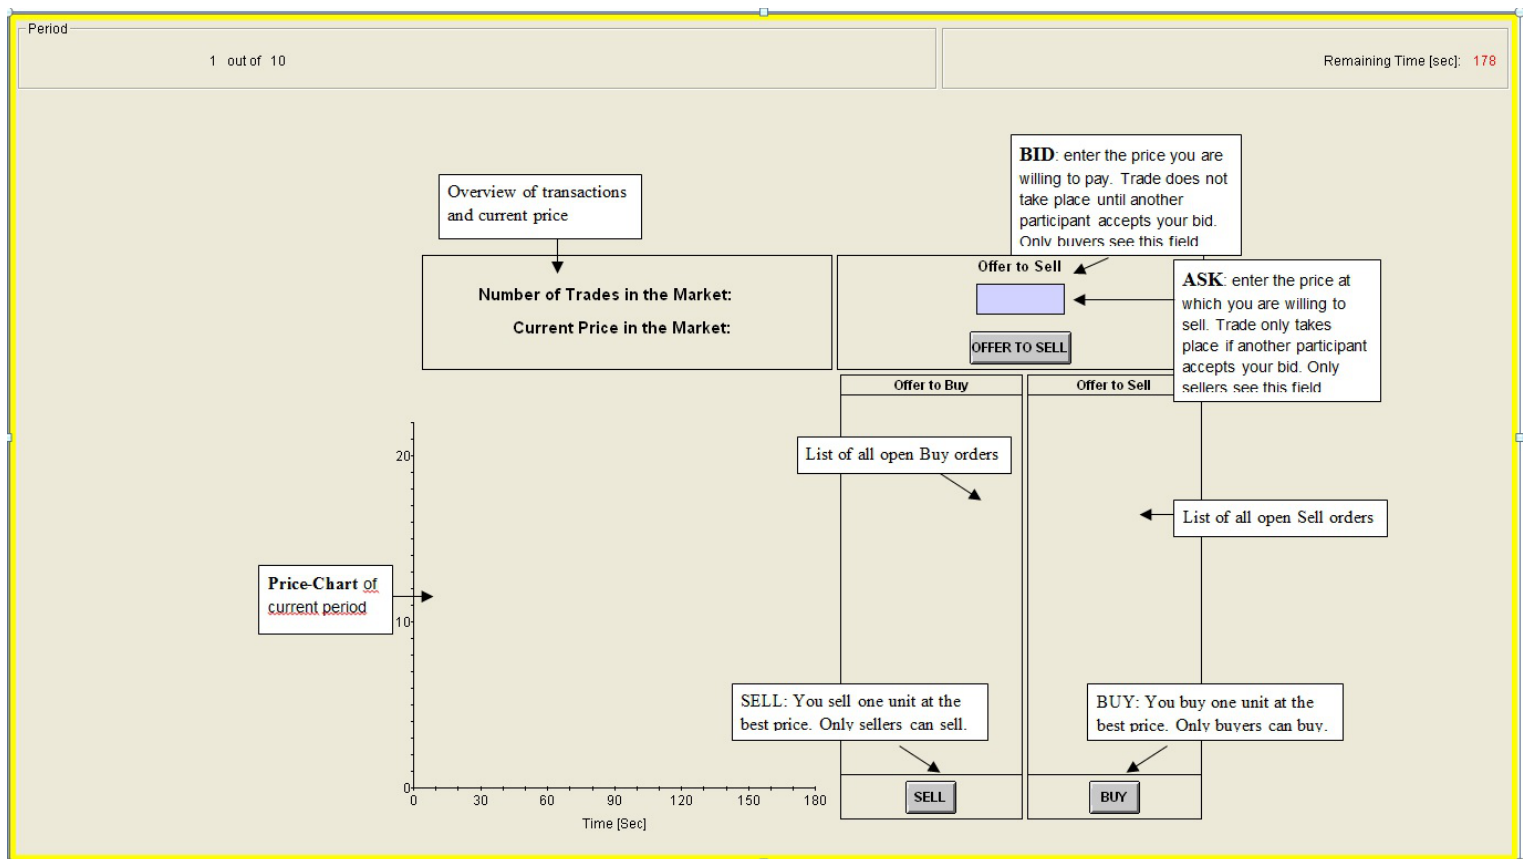 Period
1 out of 10
Remaining Time [sec]: 178
BID: enter the price you are
willing to pay. Trade does not
take place until another
participant accepts your bid.
Only buyers see this field
Overview of transactions
and current price
Number of Trades in the Market:
Current Price in the Market:
Offer to Sell
OFFER TO SELL
ASK: enter the price at
which you are willing to
sell. Trade only takes
place if another participant
accepts your bid. Only
sellers see this field
Offer to Buy
Offer to Sell
List of all open Buy orders
List of all open Sell orders
Price-Chart of
current period
20
10
0
0 30 60 90 120 150 180
Time [Sec]
SELL: You sell one unit at the
best price. Only sellers can sell.
BUY: You buy one unit at the
best price. Only buyers can buy.
SELL
BUY